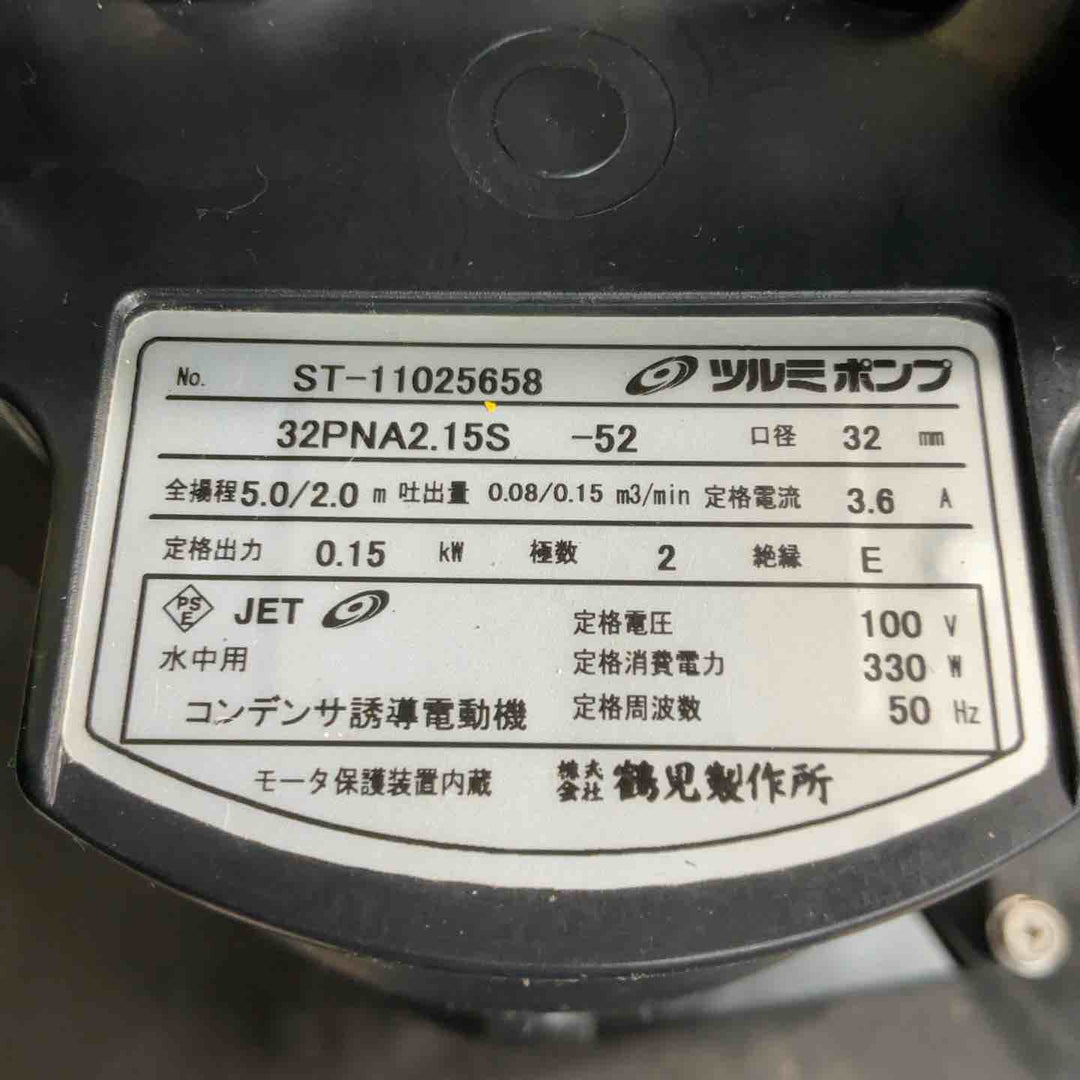 No. ST-11025658 ツルミポンプ
32PNA2.15S -52 口径 32 mm
全揚程 5.0/2.0 m 吐出量 0.08/0.15 m3/min 定格電流 3.6 A
定格出力 0.15 kW 極数 2 絶縁 E
PSE JET 定格電圧 100 V
水中用 定格消費電力 330 W
コンデンサ誘導電動機 定格周波数 50 Hz
モータ保護装置内蔵 株式会社 鶴見製作所